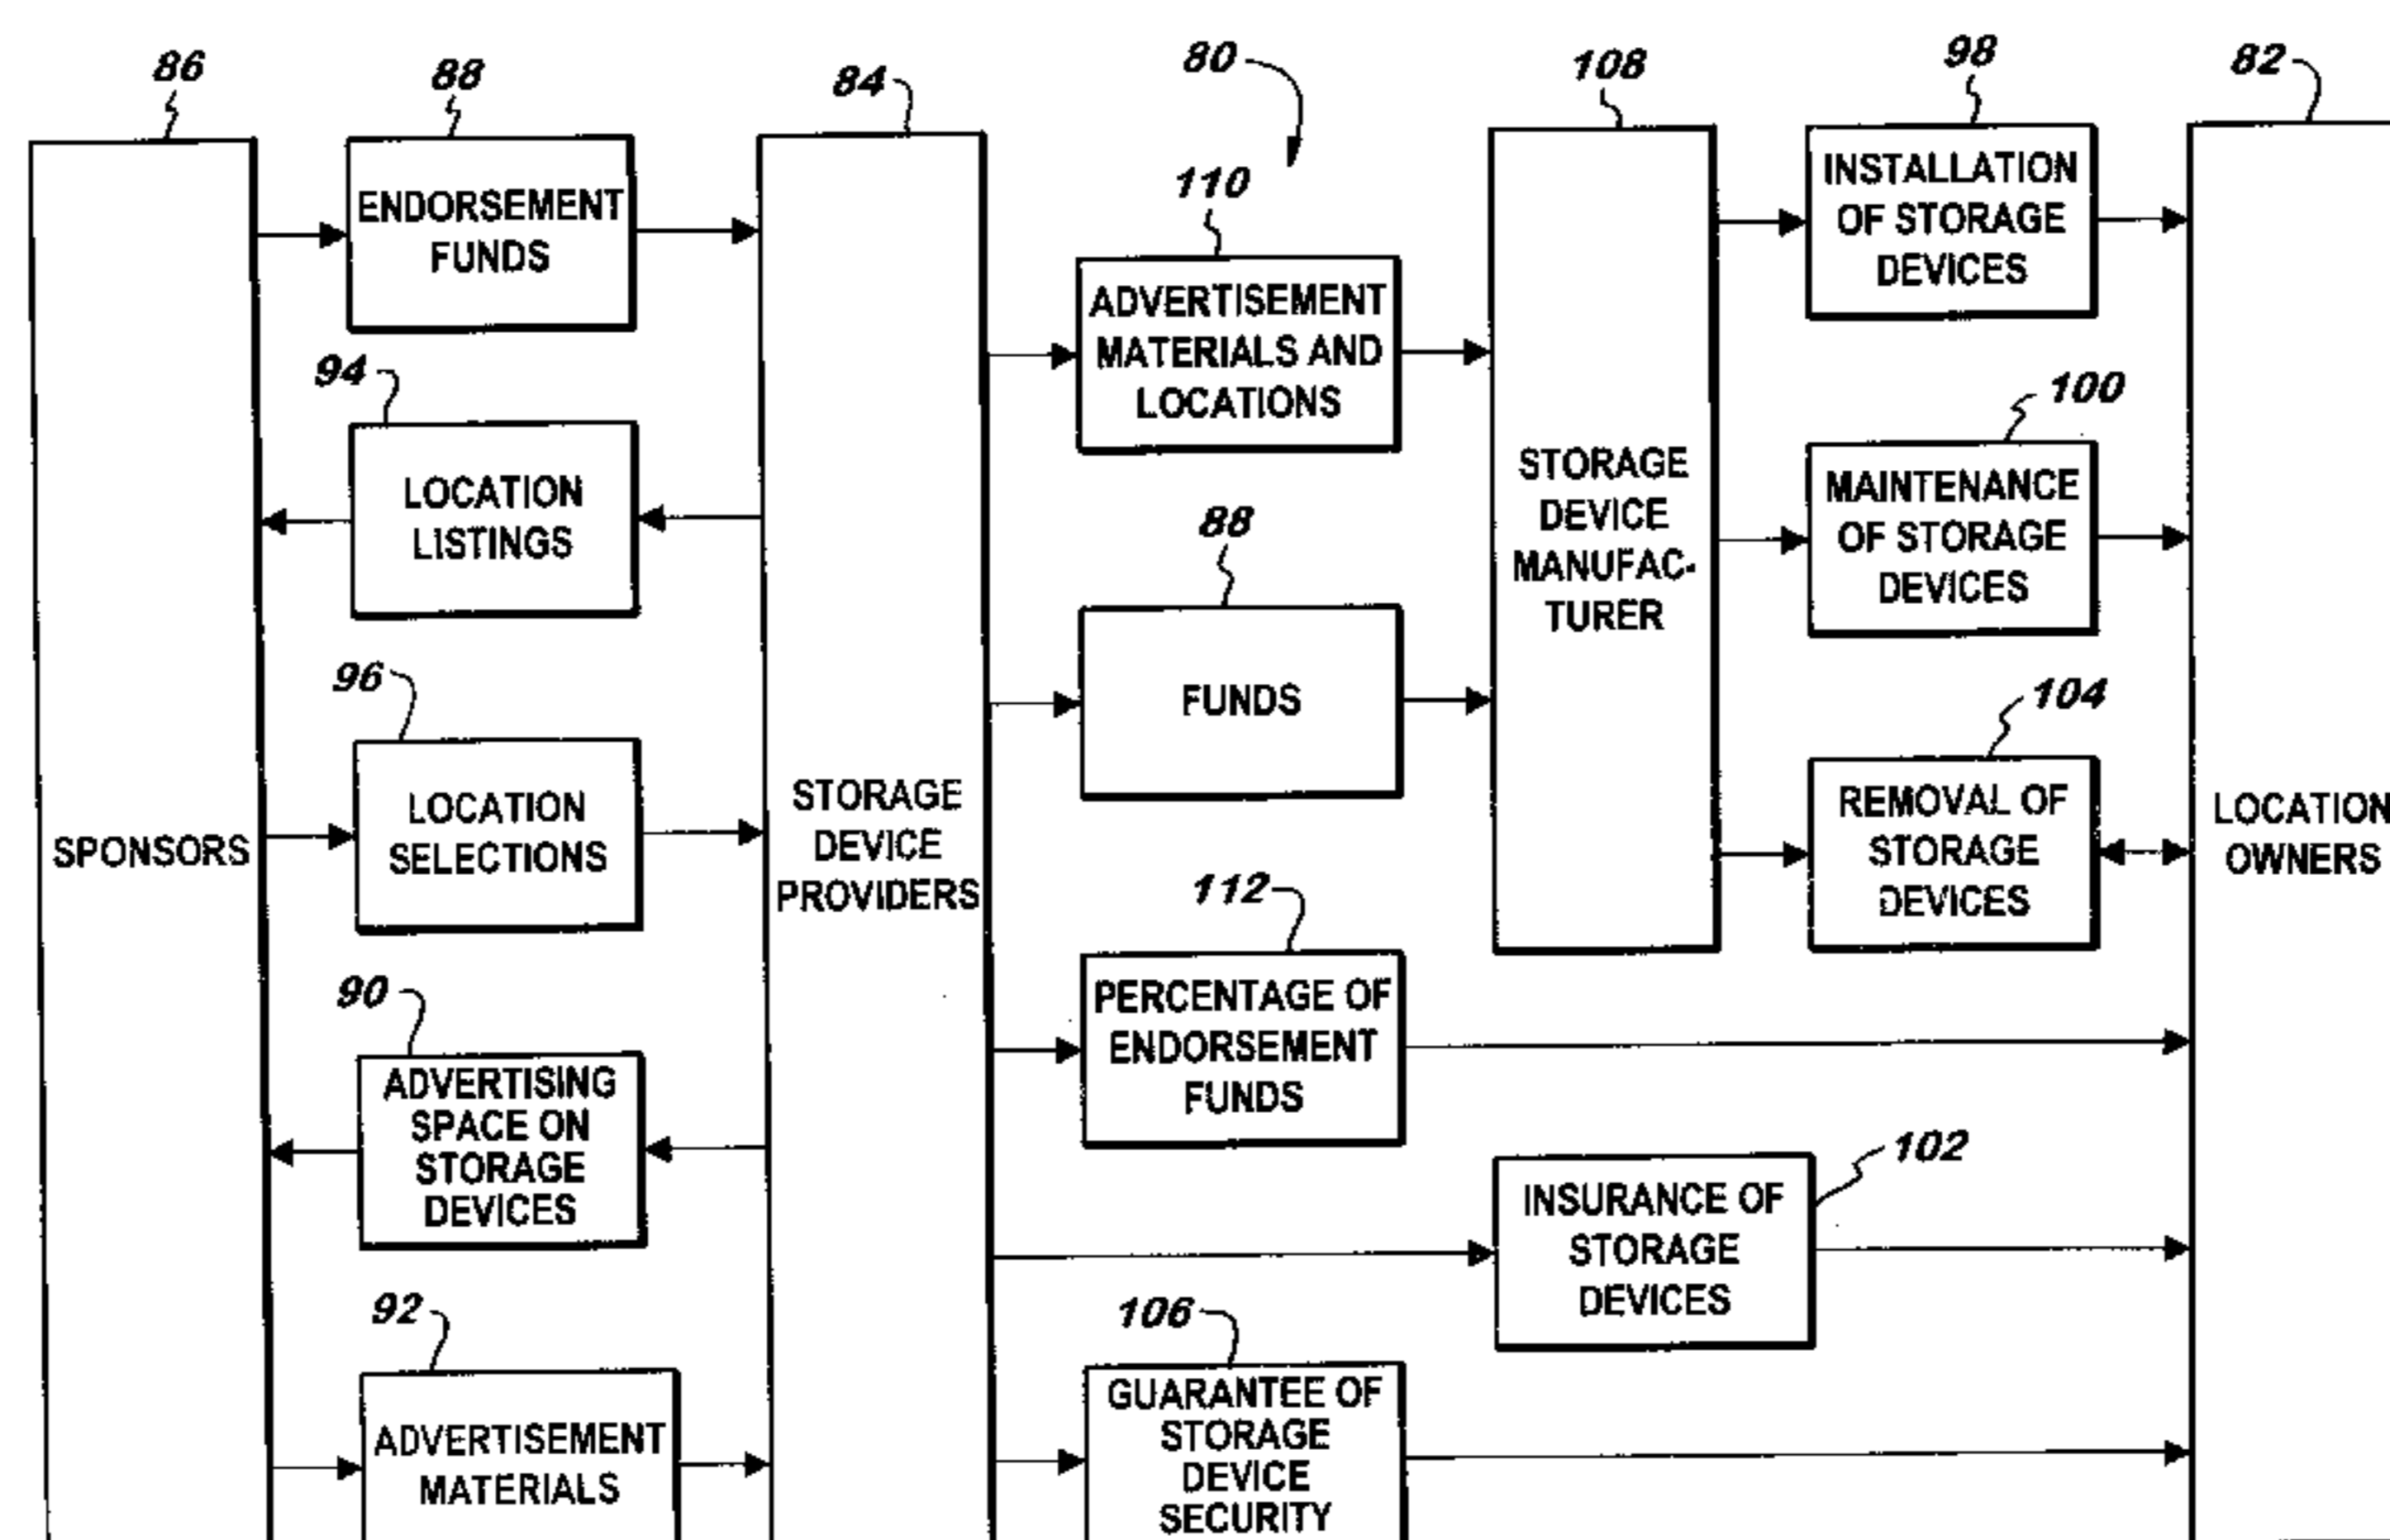 86
88
84
80
108
98
82
ENDORSEMENT
FUNDS
94
LOCATION
LISTINGS
96
LOCATION
SELECTIONS
SPONSORS
90
ADVERTISING
SPACE ON
STORAGE
DEVICES
92
ADVERTISEMENT
MATERIALS
STORAGE
DEVICE
PROVIDERS
110
ADVERTISEMENT
MATERIALS AND
LOCATIONS
88
FUNDS
112
PERCENTAGE OF
ENDORSEMENT
FUNDS
106
GUARANTEE OF
STORAGE
DEVICE
SECURITY
STORAGE
DEVICE
MANUFAC-
TURER
INSTALLATION
OF STORAGE
DEVICES
100
MAINTENANCE
OF STORAGE
DEVICES
104
REMOVAL OF
STORAGE
DEVICES
102
INSURANCE OF
STORAGE
DEVICES
LOCATION
OWNERS